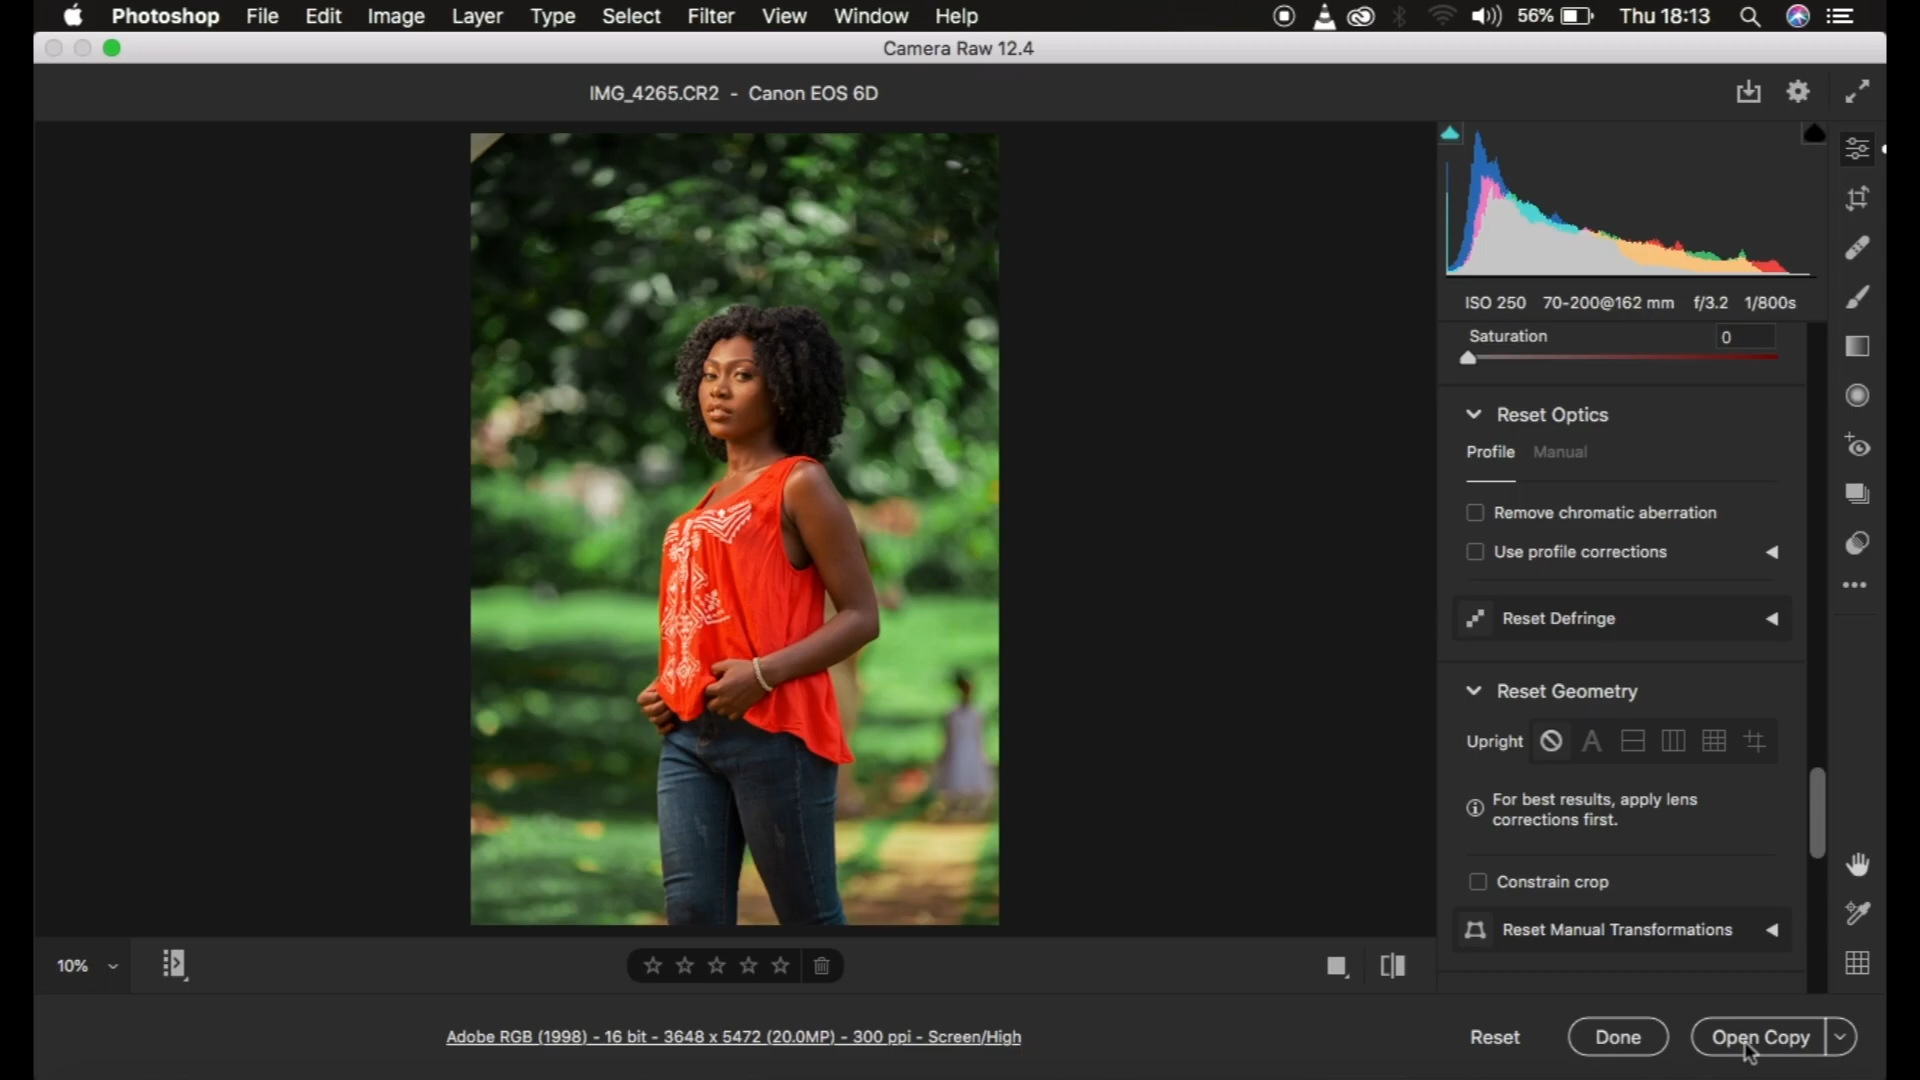 Photoshop File Edit Image Layer Type Select Filter View Window Help 56% Thu 18:13
Camera Raw 12.4
IMG_4265.CR2 - Canon EOS 6D
ISO 250 70-200@162 mm f/3.2 1/800s
Saturation 0
Reset Optics
Profile Manual
Remove chromatic aberration
Use profile corrections
Reset Defringe
Reset Geometry
Upright
For best results, apply lens
corrections first.
Constrain crop
Reset Manual Transformations
10%
Adobe RGB (1998) - 16 bit - 3648 x 5472 (20.0MP) - 300 ppi - Screen/High
Reset Done Open Copy